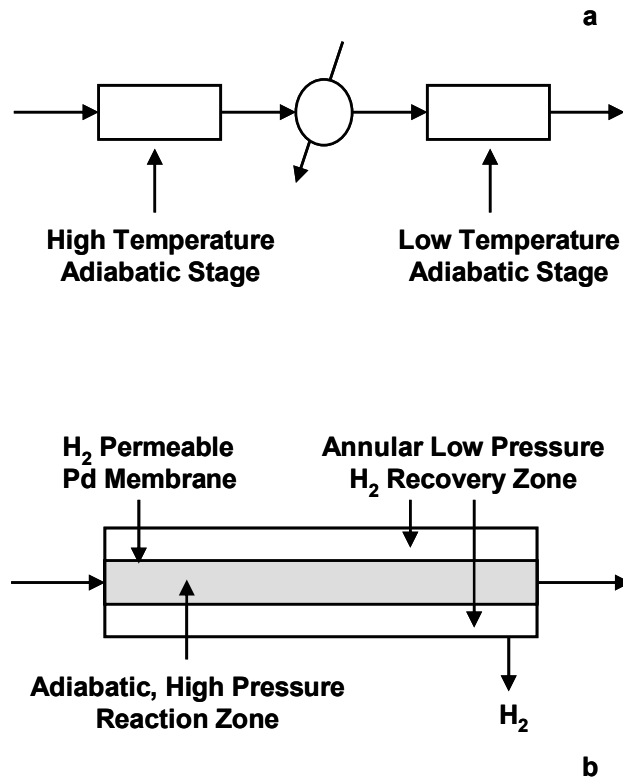 a
High Temperature
Adiabatic Stage
Low Temperature
Adiabatic Stage
H₂ Permeable
Pd Membrane
Annular Low Pressure
H₂ Recovery Zone
Adiabatic, High Pressure
Reaction Zone
H₂
b